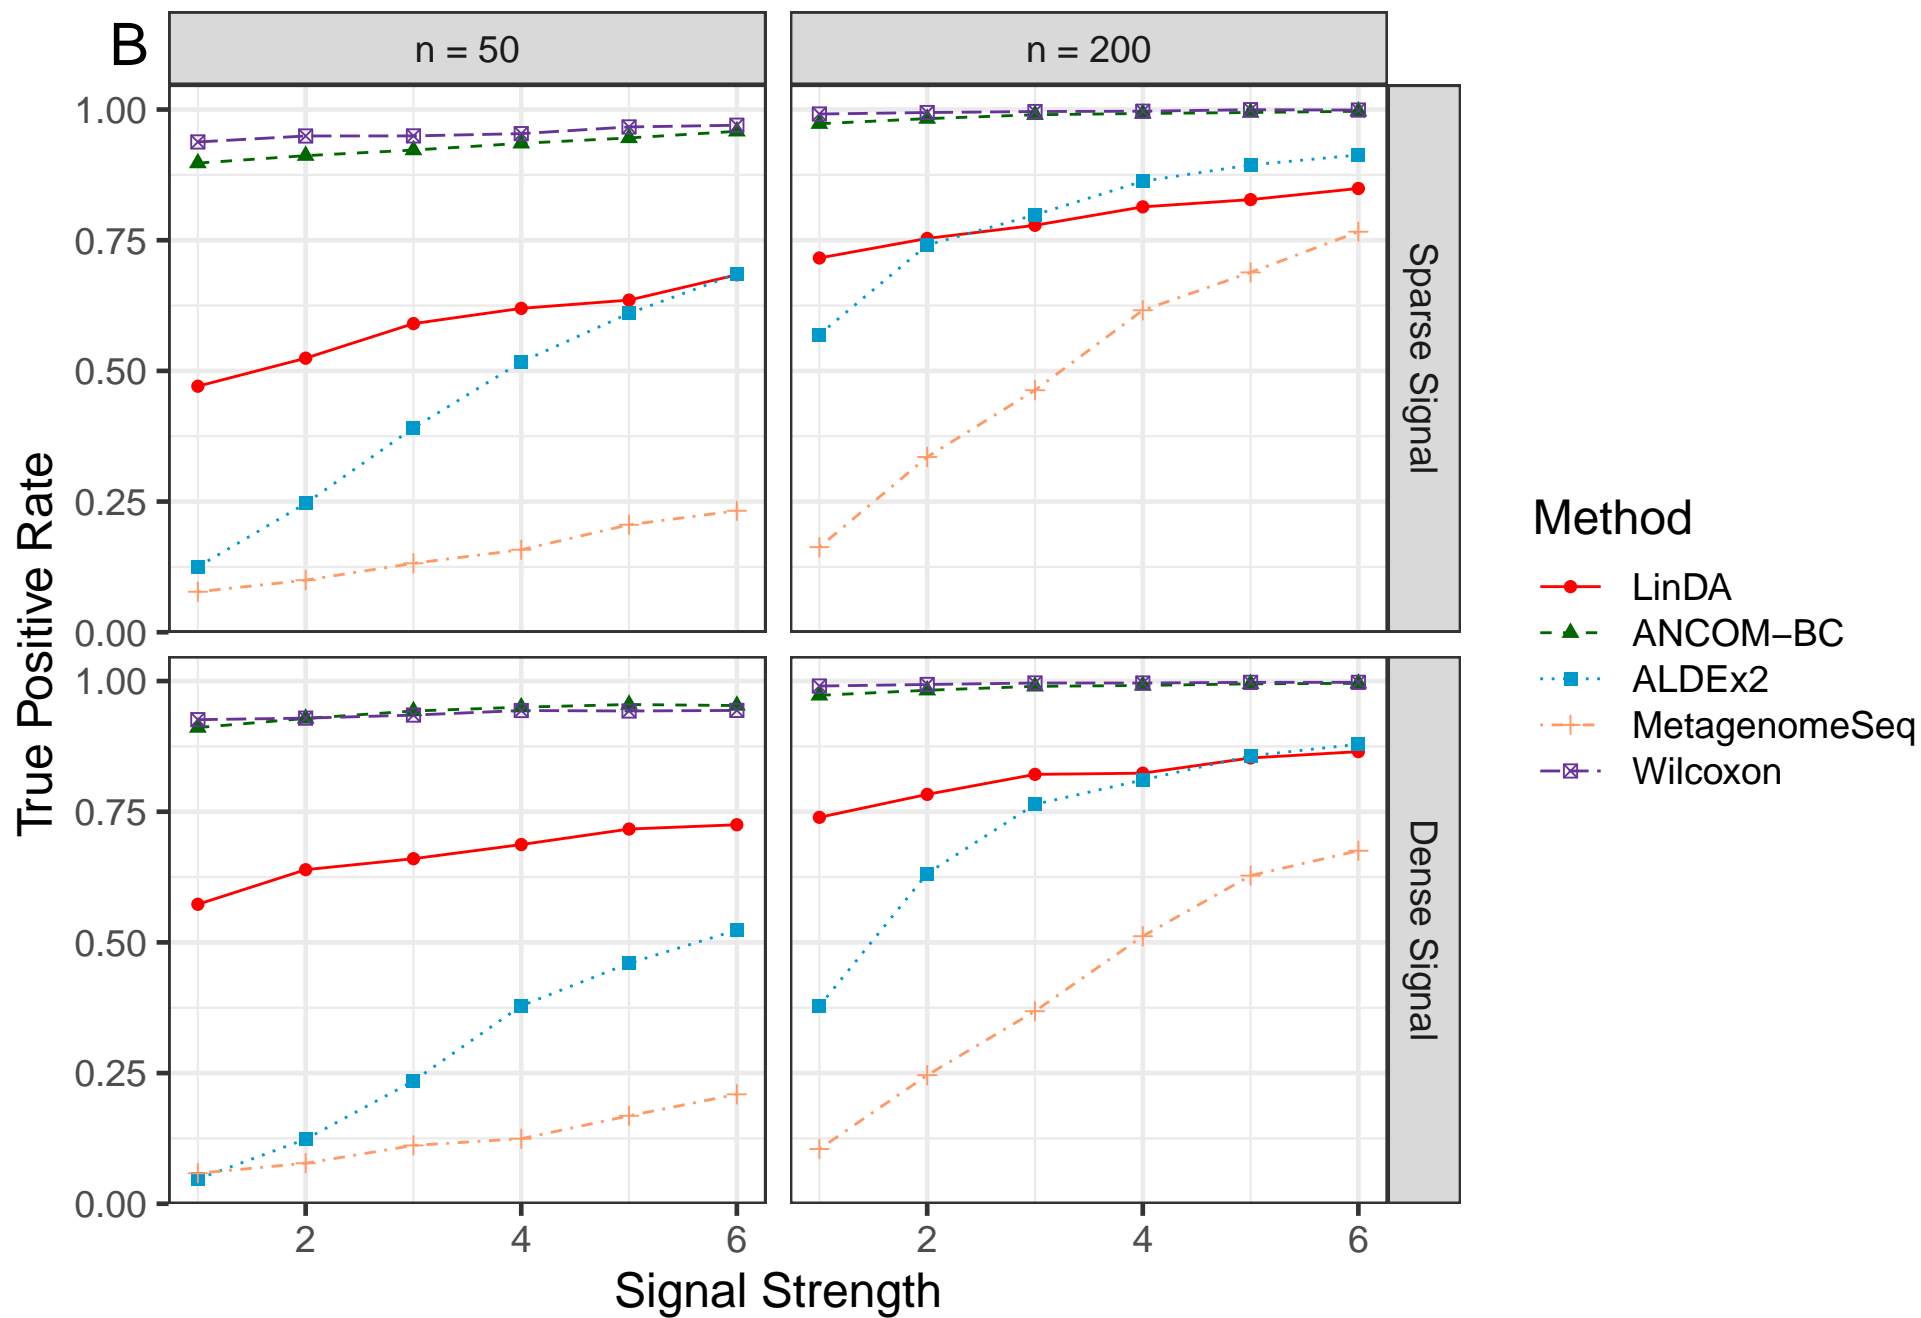 B
n = 50
n = 200
True Positive Rate
1.00
0.75
0.50
0.25
0.00
Sparse Signal
1.00
0.75
0.50
0.25
0.00
Dense Signal
2
4
6
2
4
6
Signal Strength
Method
LinDA
ANCOM−BC
ALDEx2
MetagenomeSeq
Wilcoxon